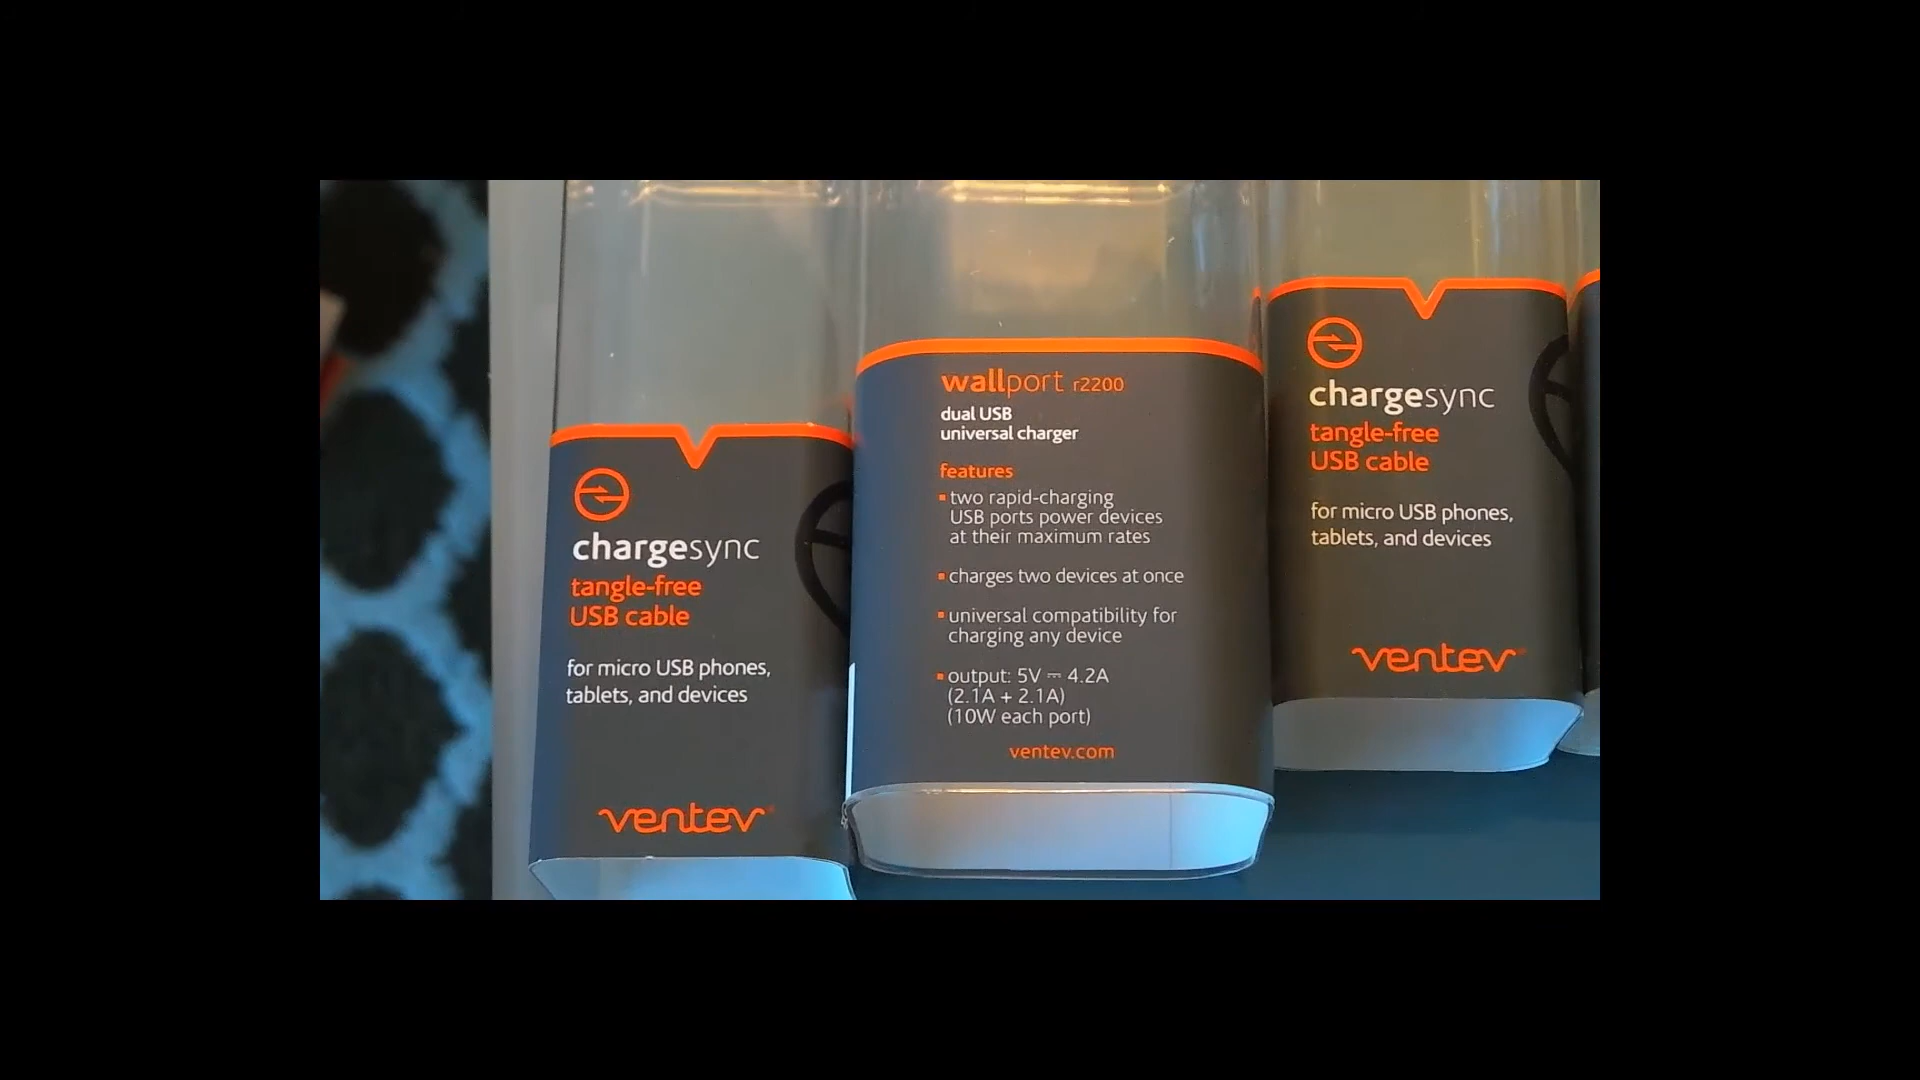 chargesync
tangle-free
USB cable
for micro USB phones,
tablets, and devices
ventev
wallport r2200
dual USB
universal charger
features
▪ two rapid-charging
USB ports power devices
at their maximum rates
▪ charges two devices at once
▪ universal compatibility for
charging any device
▪ output: 5V ⎓ 4.2A
(2.1A + 2.1A)
(10W each port)
ventev.com
chargesync
tangle-free
USB cable
for micro USB phones,
tablets, and devices
ventev